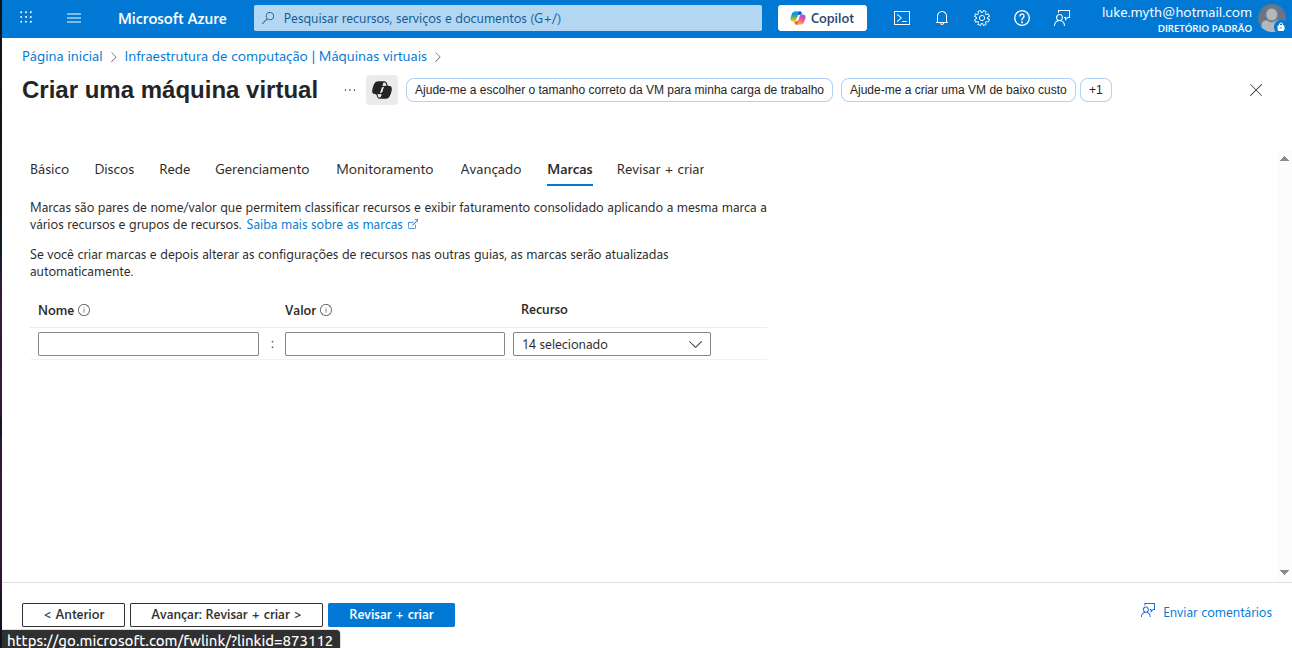 Microsoft Azure
Pesquisar recursos, serviços e documentos (G+/)
Copilot
luke.myth@hotmail.com
DIRETÓRIO PADRÃO
Página inicial > Infraestrutura de computação | Máquinas virtuais >
Criar uma máquina virtual
...
Ajude-me a escolher o tamanho correto da VM para minha carga de trabalho
Ajude-me a criar uma VM de baixo custo
+1
Básico Discos Rede Gerenciamento Monitoramento Avançado Marcas Revisar + criar
Marcas são pares de nome/valor que permitem classificar recursos e exibir faturamento consolidado aplicando a mesma marca a
vários recursos e grupos de recursos. Saiba mais sobre as marcas
Se você criar marcas e depois alterar as configurações de recursos nas outras guias, as marcas serão atualizadas
automaticamente.
Nome Valor Recurso
: 14 selecionado
< Anterior Avançar: Revisar + criar > Revisar + criar
Enviar comentários
https://go.microsoft.com/fwlink/?linkid=873112